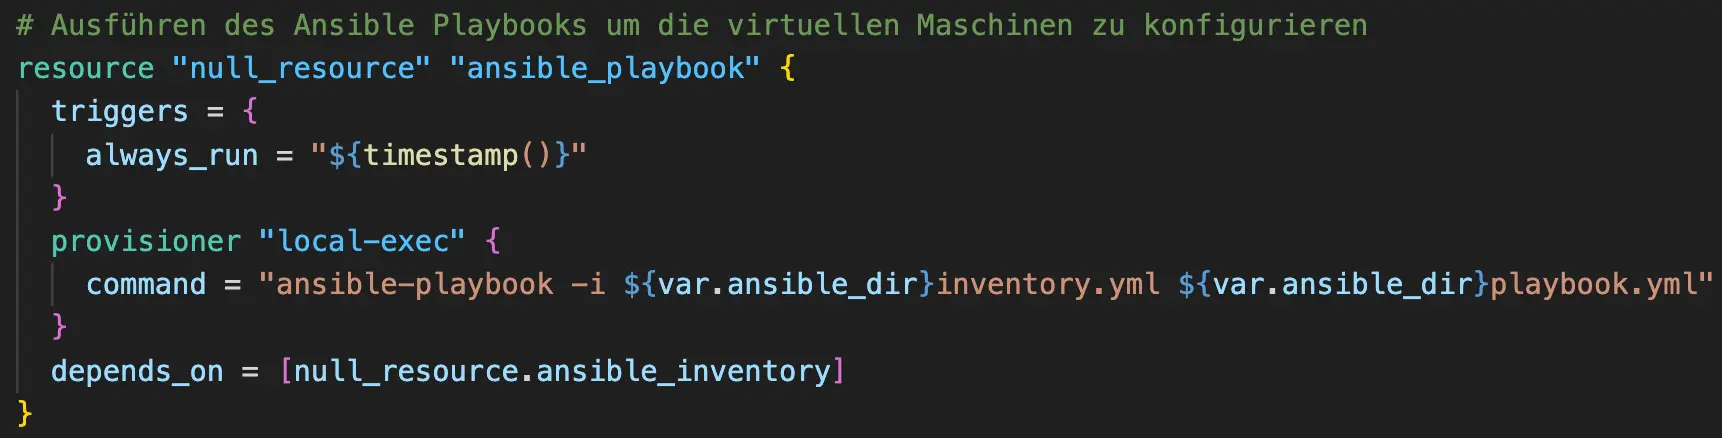 # Ausführen des Ansible Playbooks um die virtuellen Maschinen zu konfigurieren
resource "null_resource" "ansible_playbook" {
  triggers = {
    always_run = "${timestamp()}"
  }
  provisioner "local-exec" {
    command = "ansible-playbook -i ${var.ansible_dir}inventory.yml ${var.ansible_dir}playbook.yml"
  }
  depends_on = [null_resource.ansible_inventory]
}